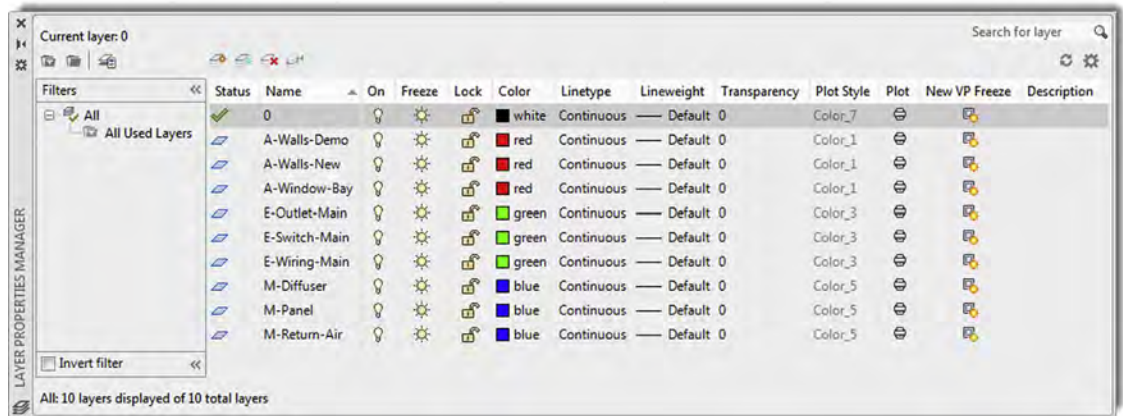 Current layer: 0
Search for layer
Filters
Status Name On Freeze Lock Color Linetype Lineweight Transparency Plot Style Plot New VP Freeze Description
All
All Used Layers
0 white Continuous Default 0 Color_7
A-Walls-Demo red Continuous Default 0 Color_1
A-Walls-New red Continuous Default 0 Color_1
A-Window-Bay red Continuous Default 0 Color_1
E-Outlet-Main green Continuous Default 0 Color_3
E-Switch-Main green Continuous Default 0 Color_3
E-Wiring-Main green Continuous Default 0 Color_3
M-Diffuser blue Continuous Default 0 Color_5
M-Panel blue Continuous Default 0 Color_5
M-Return-Air blue Continuous Default 0 Color_5
Invert filter
All: 10 layers displayed of 10 total layers
LAYER PROPERTIES MANAGER